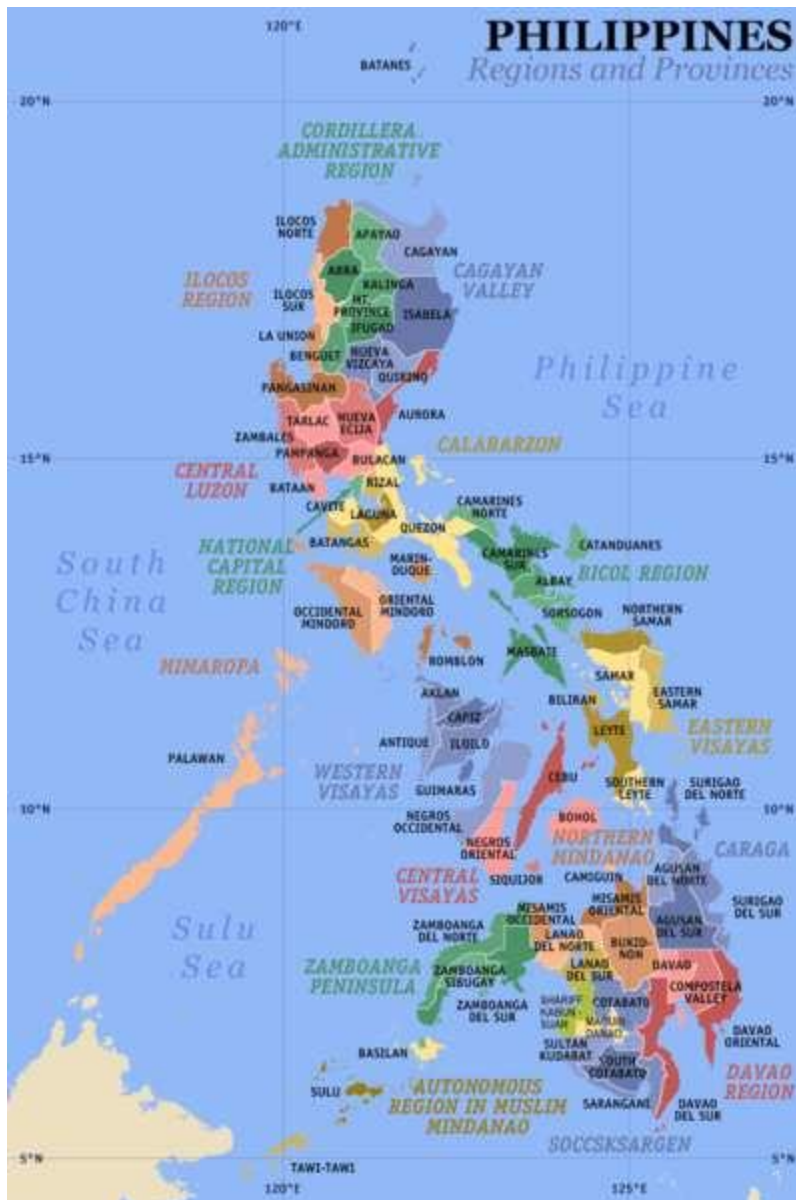 120°E
PHILIPPINES
Regions and Provinces
BATANES
20°N
20°N
CORDILLERA
ADMINISTRATIVE
REGION
ILOCOS
NORTE
APAYAO
CAGAYAN
CAGAYAN
VALLEY
ABRA
KALINGA
ILOCOS
REGION
ILOCOS
SUR
MT.
PROVINCE
ISABELA
IFUGAO
LA UNION
BENGUET
NUEVA
VIZCAYA
QUIRINO
Philippine
Sea
PANGASINAN
TARLAC
NUEVA
ECIJA
AURORA
ZAMBALES
PAMPANGA
BULACAN
CALABARZON
15°N
15°N
CENTRAL
LUZON
BATAAN
RIZAL
CAVITE
LAGUNA
QUEZON
CAMARINES
NORTE
BATANGAS
NATIONAL
CAPITAL
REGION
MARIN-
DUQUE
CAMARINES
SUR
CATANDUANES
ALBAY
BICOL REGION
South
China
Sea
OCCIDENTAL
MINDORO
ORIENTAL
MINDORO
SORSOGON
NORTHERN
SAMAR
MIMAROPA
ROMBLON
MASBATE
SAMAR
EASTERN
SAMAR
BILIRAN
AKLAN
CAPIZ
LEYTE
EASTERN
VISAYAS
PALAWAN
ANTIQUE
ILOILO
WESTERN
VISAYAS
GUIMARAS
CEBU
SOUTHERN
LEYTE
SURIGAO
DEL NORTE
10°N
10°N
NEGROS
OCCIDENTAL
BOHOL
NORTHERN
MINDANAO
CARAGA
NEGROS
ORIENTAL
CENTRAL
VISAYAS
SIQUIJOR
CAMIGUIN
AGUSAN
DEL NORTE
SURIGAO
DEL SUR
Sulu
Sea
MISAMIS
OCCIDENTAL
MISAMIS
ORIENTAL
ZAMBOANGA
DEL NORTE
LANAO
DEL NORTE
BUKID-
NON
AGUSAN
DEL SUR
ZAMBOANGA
PENINSULA
ZAMBOANGA
SIBUGAY
LANAO
DEL SUR
DAVAO
COMPOSTELA
VALLEY
ZAMBOANGA
DEL SUR
SHARIFF
KABUN-
SUAN
COTABATO
MAGUIN-
DANAO
DAVAO
ORIENTAL
BASILAN
SULTAN
KUDARAT
SOUTH
COTABATO
SULU
AUTONOMOUS
REGION IN MUSLIM
MINDANAO
SARANGANI
DAVAO
DEL SUR
DAVAO
REGION
SOCCSKSARGEN
5°N
5°N
TAWI-TAWI
120°E
125°E